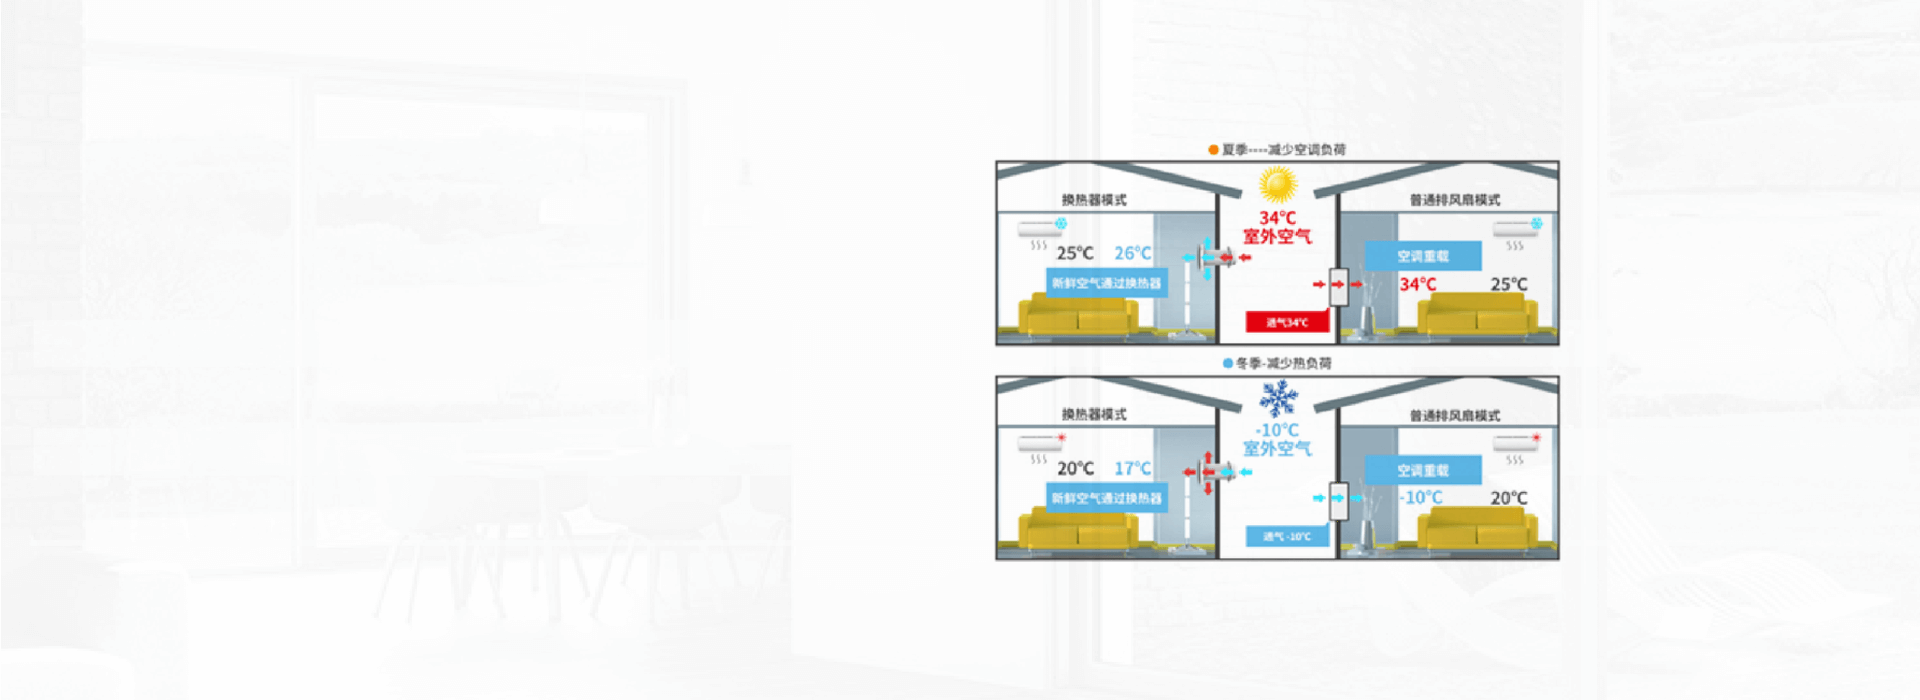 夏季----减少空调负荷
换热器模式
普通排风扇模式
34℃
室外空气
25℃ 26℃
新鲜空气通过换热器
空调重载
34℃ 25℃
透气34℃
冬季-减少热负荷
换热器模式
普通排风扇模式
-10℃
室外空气
20℃ 17℃
新鲜空气通过换热器
空调重载
-10℃ 20℃
透气 -10℃